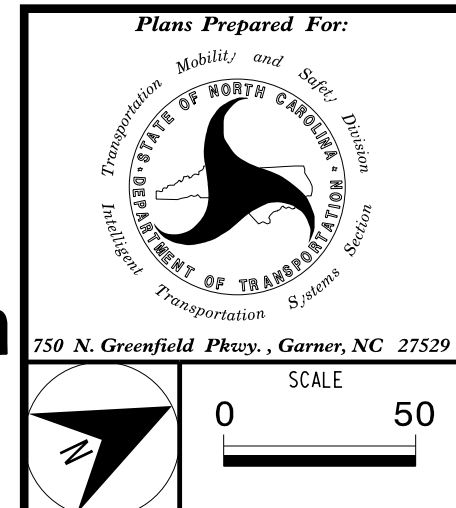 Plans Prepared For:
Transportation Mobility and Safety Division
STATE OF NORTH CAROLINA
DEPARTMENT OF TRANSPORTATION
Intelligent Transportation Systems Section
750 N. Greenfield Pkwy., Garner, NC 27529
SCALE
0 50
N